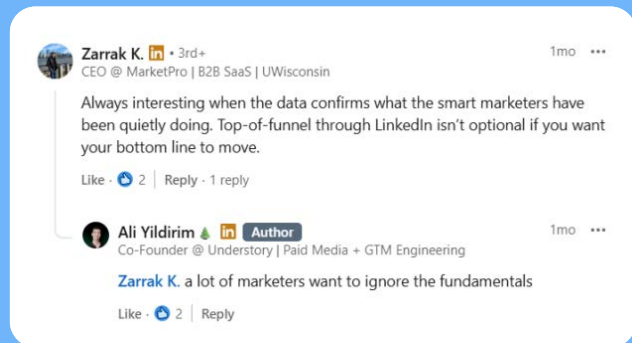 Zarrak K. in • 3rd+ 1mo •••
CEO @ MarketPro | B2B SaaS | UWisconsin
Always interesting when the data confirms what the smart marketers have
been quietly doing. Top-of-funnel through LinkedIn isn't optional if you want
your bottom line to move.
Like · 2 | Reply · 1 reply
Ali Yildirim in Author 1mo •••
Co-Founder @ Understory | Paid Media + GTM Engineering
Zarrak K. a lot of marketers want to ignore the fundamentals
Like · 2 | Reply